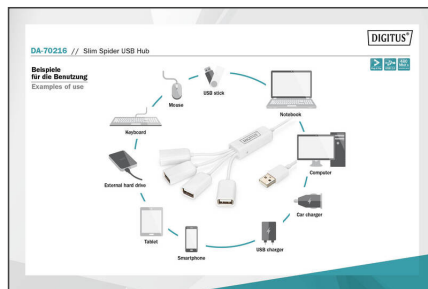 DIGITUS®
DA-70216 // Slim Spider USB Hub
Beispiele
für die Benutzung
Examples of use
Mouse
USB stick
Notebook
Keyboard
DIGITUS
Computer
External hard drive
Car charger
Tablet
Smartphone
USB charger